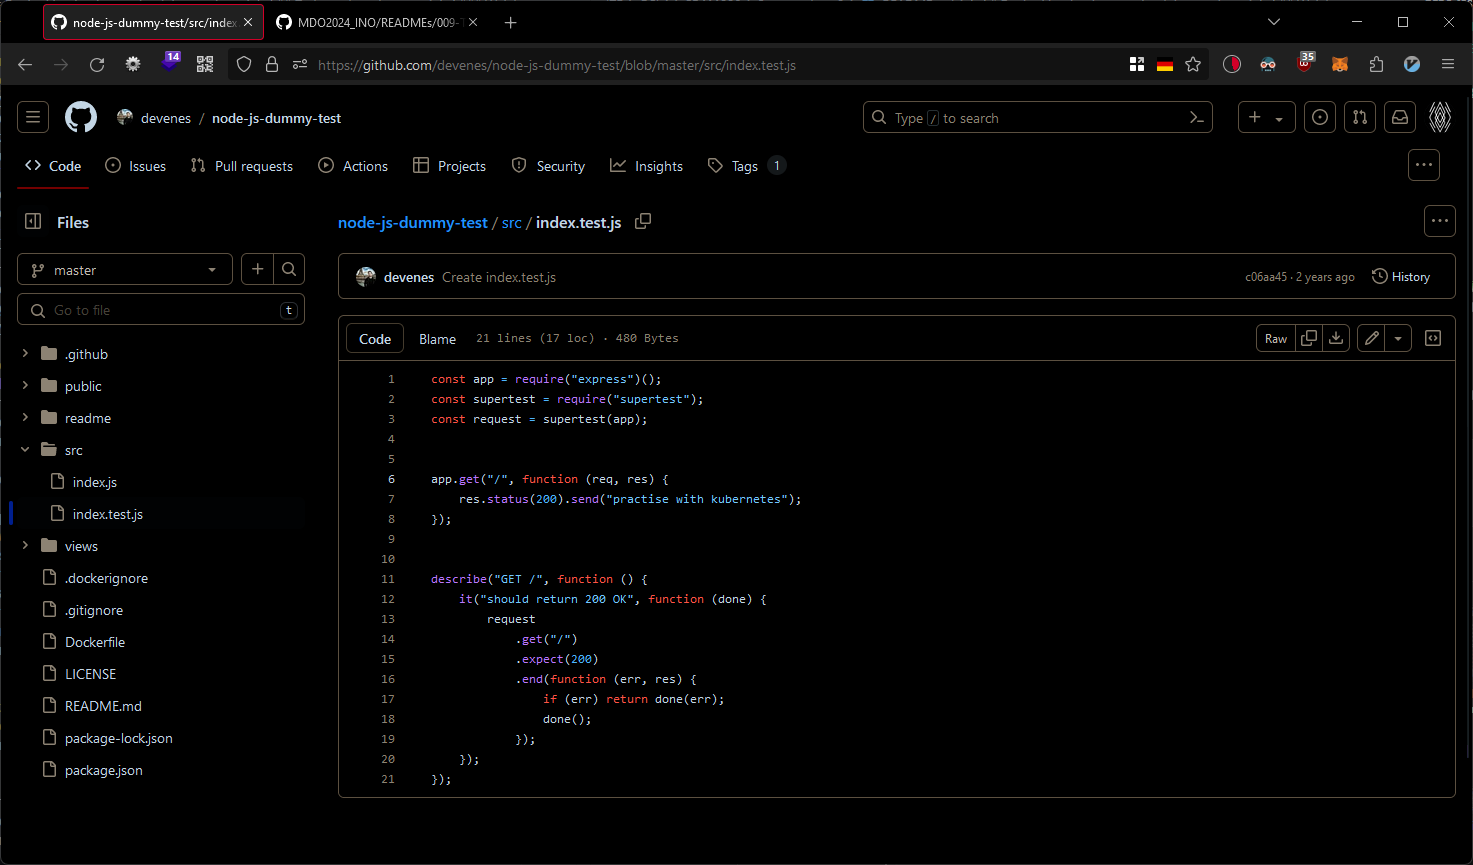 node-js-dummy-test/src/index
MDO2024_INO/READMEs/009-
14
https://github.com/devenes/node-js-dummy-test/blob/master/src/index.test.js
35
devenes / node-js-dummy-test
Type / to search
Code
Issues
Pull requests
Actions
Projects
Security
Insights
Tags 1
Files
node-js-dummy-test / src / index.test.js
master
devenes Create index.test.js
c06aa45 · 2 years ago
History
Go to file
t
Code
Blame
21 lines (17 loc) · 480 Bytes
Raw
.github
public
readme
src
index.js
index.test.js
views
.dockerignore
.gitignore
Dockerfile
LICENSE
README.md
package-lock.json
package.json
1 const app = require("express")();
2 const supertest = require("supertest");
3 const request = supertest(app);
4
5
6 app.get("/", function (req, res) {
7     res.status(200).send("practise with kubernetes");
8 });
9
10
11 describe("GET /", function () {
12     it("should return 200 OK", function (done) {
13         request
14             .get("/")
15             .expect(200)
16             .end(function (err, res) {
17                 if (err) return done(err);
18                 done();
19             });
20     });
21 });